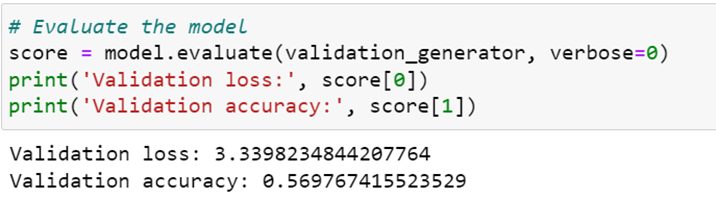 # Evaluate the model
score = model.evaluate(validation_generator, verbose=0)
print('Validation loss:', score[0])
print('Validation accuracy:', score[1])
Validation loss: 3.3398234844207764
Validation accuracy: 0.569767415523529